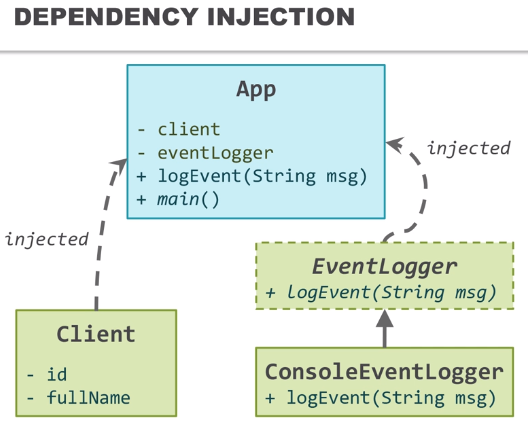 DEPENDENCY INJECTION
App
- client
- eventLogger
+ logEvent(String msg)
+ main()
injected
injected
EventLogger
+ logEvent(String msg)
Client
- id
- fullName
ConsoleEventLogger
+ logEvent(String msg)